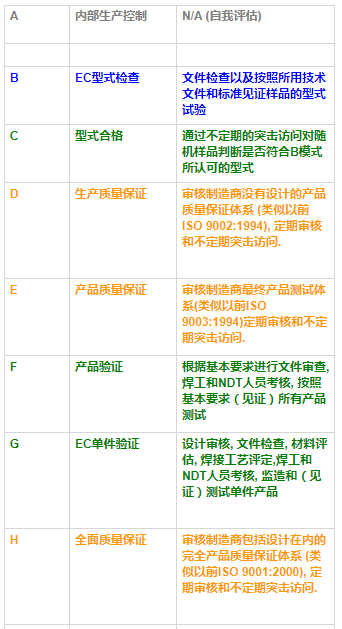 A 内部生产控制 N/A (自我评估)
B EC型式检查 文件检查以及按照所用技术
文件和标准见证样品的型式
试验
C 型式合格 通过不定期的突击访问对随
机样品判断是否符合B模式
所认可的型式
D 生产质量保证 审核制造商没有设计的产品
质量保证体系 (类似以前
ISO 9002:1994), 定期审核
和不定期突击访问.
E 产品质量保证 审核制造商最终产品测试体
系(类似以前ISO
9003:1994)定期审核和不定
期突击访问.
F 产品验证 根据基本要求进行文件审查,
焊工和NDT人员考核, 按照
基本要求（见证）所有产品
测试
G EC单件验证 设计审核, 文件检查, 材料评
估, 焊接工艺评定,焊工和
NDT人员考核, 监造和（见
证）测试单件产品
H 全面质量保证 审核制造商包括设计在内的
完全产品质量保证体系 (类
似以前ISO 9001:2000), 定
期审核和不定期突击访问.